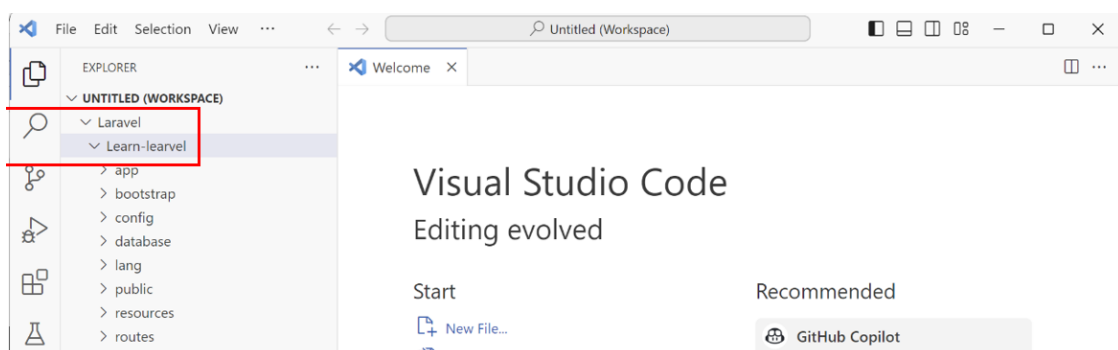 File Edit Selection View ··· Untitled (Workspace)
EXPLORER ···
Welcome
UNTITLED (WORKSPACE)
Laravel
Learn-learvel
app
bootstrap
config
database
lang
public
resources
routes
Visual Studio Code
Editing evolved
Start
New File...
Recommended
GitHub Copilot